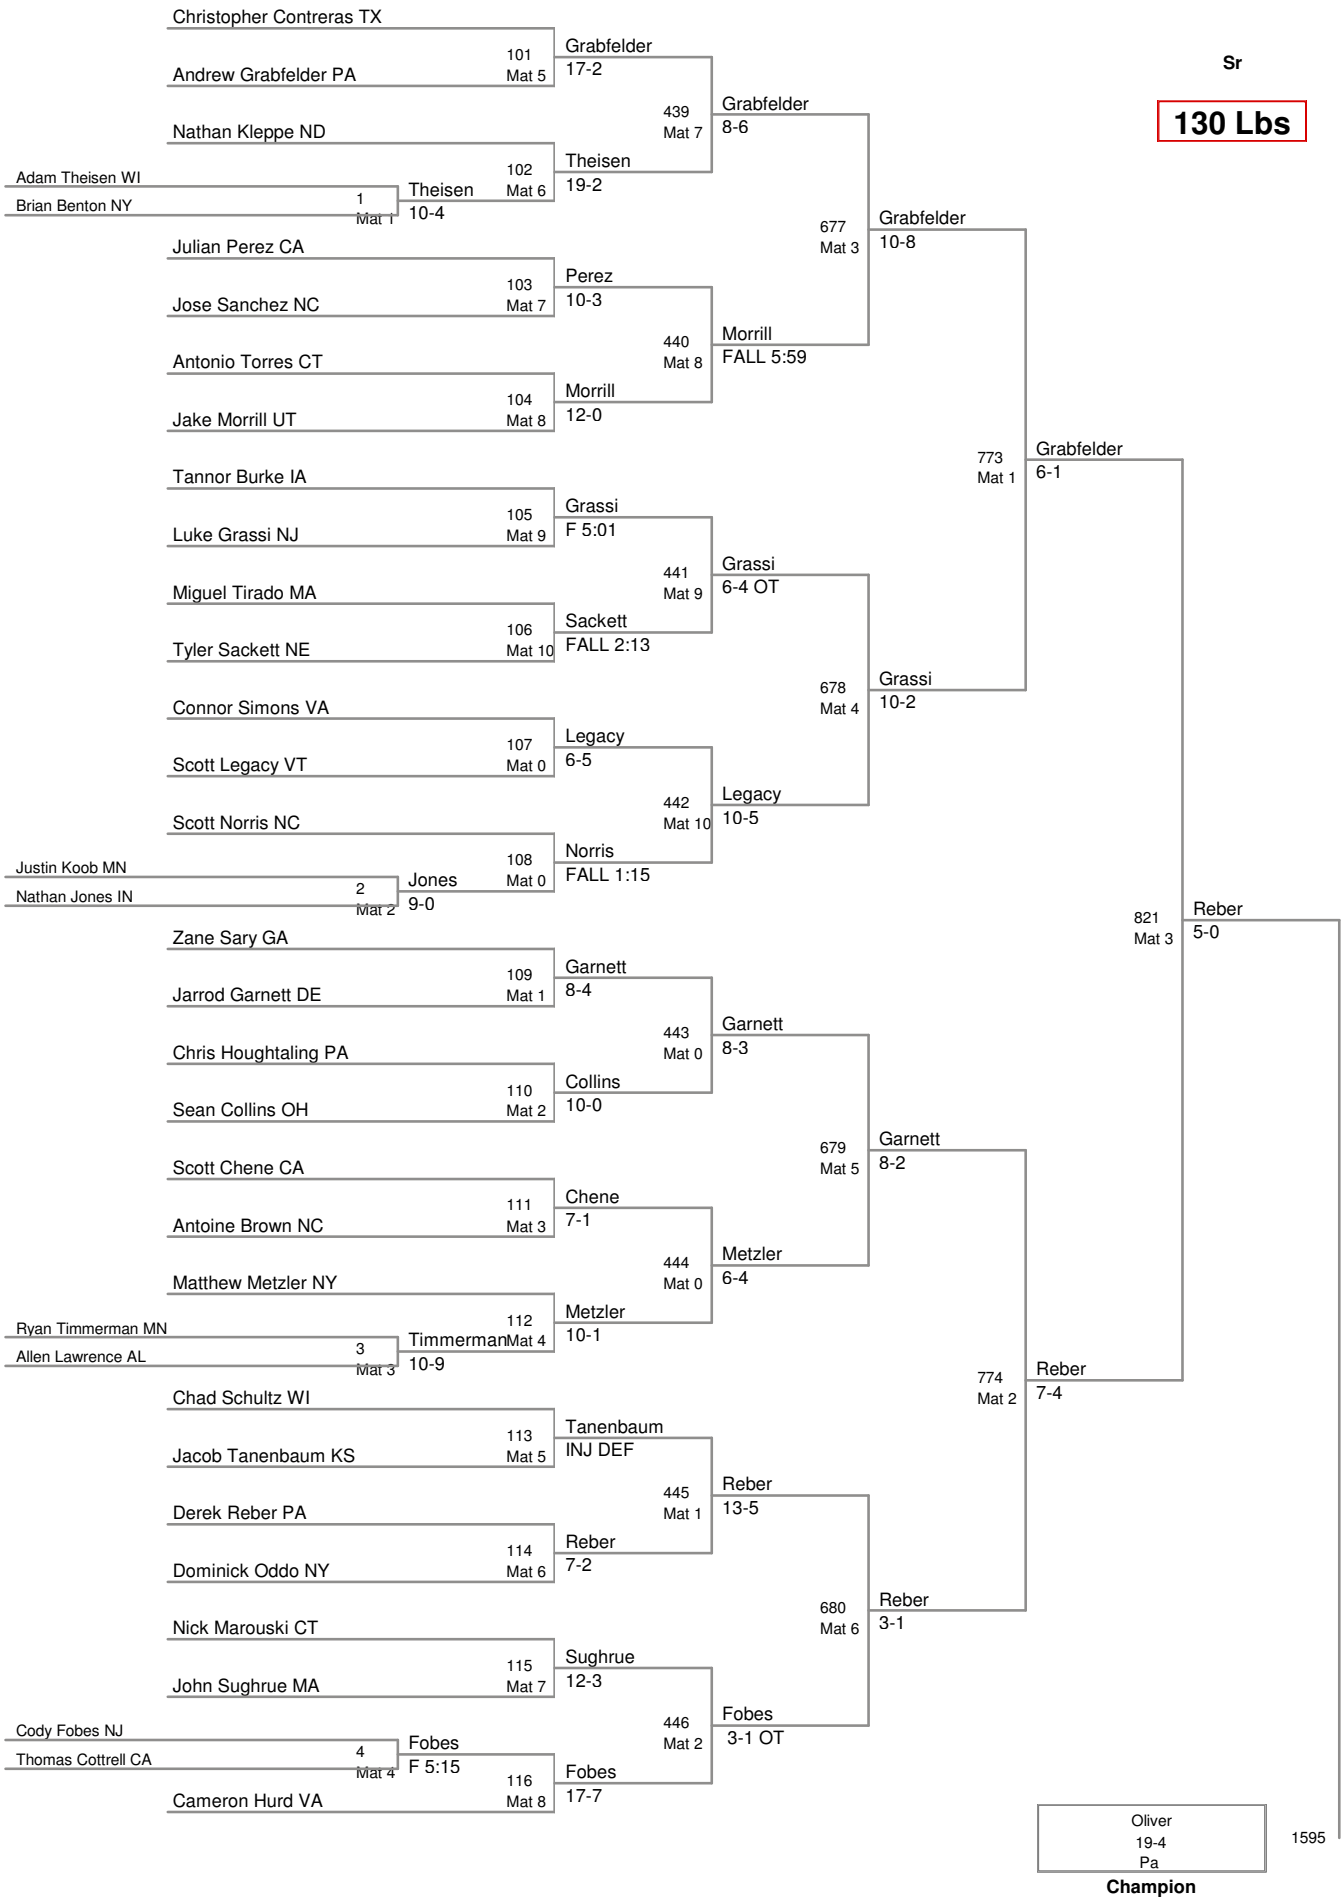 Christopher Contreras TX
101
Mat 5
Grabfelder
17-2
Andrew Grabfelder PA
Sr
130 Lbs
439
Mat 7
Grabfelder
8-6
Nathan Kleppe ND
102
Mat 6
Theisen
19-2
Adam Theisen WI
Brian Benton NY
1
Mat 1
Theisen
10-4
677
Mat 3
Grabfelder
10-8
Julian Perez CA
103
Mat 7
Perez
10-3
Jose Sanchez NC
440
Mat 8
Morrill
FALL 5:59
Antonio Torres CT
104
Mat 8
Morrill
12-0
Jake Morrill UT
773
Mat 1
Grabfelder
6-1
Tannor Burke IA
105
Mat 9
Grassi
F 5:01
Luke Grassi NJ
441
Mat 9
Grassi
6-4 OT
Miguel Tirado MA
106
Mat 10
Sackett
FALL 2:13
Tyler Sackett NE
678
Mat 4
Grassi
10-2
Connor Simons VA
107
Mat 0
Legacy
6-5
Scott Legacy VT
442
Mat 10
Legacy
10-5
Scott Norris NC
108
Mat 0
Norris
FALL 1:15
Justin Koob MN
Nathan Jones IN
2
Mat 2
Jones
9-0
821
Mat 3
Reber
5-0
Zane Sary GA
109
Mat 1
Garnett
8-4
Jarrod Garnett DE
443
Mat 0
Garnett
8-3
Chris Houghtaling PA
110
Mat 2
Collins
10-0
Sean Collins OH
679
Mat 5
Garnett
8-2
Scott Chene CA
111
Mat 3
Chene
7-1
Antoine Brown NC
444
Mat 0
Metzler
6-4
Matthew Metzler NY
112
Mat 4
Metzler
10-1
Ryan Timmerman MN
Allen Lawrence AL
3
Mat 3
Timmerman
10-9
774
Mat 2
Reber
7-4
Chad Schultz WI
113
Mat 5
Tanenbaum
INJ DEF
Jacob Tanenbaum KS
445
Mat 1
Reber
13-5
Derek Reber PA
114
Mat 6
Reber
7-2
Dominick Oddo NY
680
Mat 6
Reber
3-1
Nick Marouski CT
115
Mat 7
Sughrue
12-3
John Sughrue MA
446
Mat 2
Fobes
3-1 OT
Cody Fobes NJ
Thomas Cottrell CA
4
Mat 4
Fobes
F 5:15
116
Mat 8
Fobes
17-7
Cameron Hurd VA
Oliver
19-4
Pa
1595
Champion